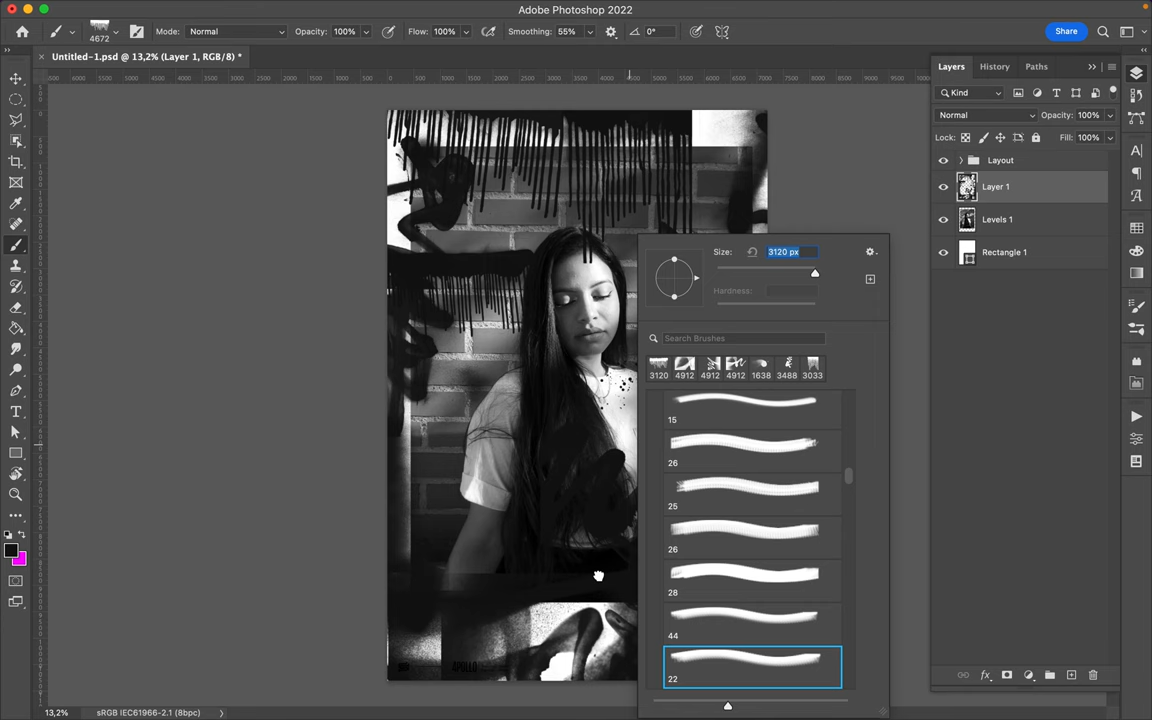 Adobe Photoshop 2022
4672
Mode:
Normal
Opacity:
100%
Flow:
100%
Smoothing:
55%
0°
Share
Untitled-1.psd @ 13,2% (Layer 1, RGB/8) *
Layers
History
Paths
Kind
Normal
Opacity:
100%
Lock:
Fill:
100%
Layout
Layer 1
Levels 1
Rectangle 1
Size:
3120 px
Hardness:
Search Brushes
3120
4912
4912
4912
1638
3488
3033
15
26
25
26
28
44
22
APOLLO
13,2%
sRGB IEC61966-2.1 (8bpc)